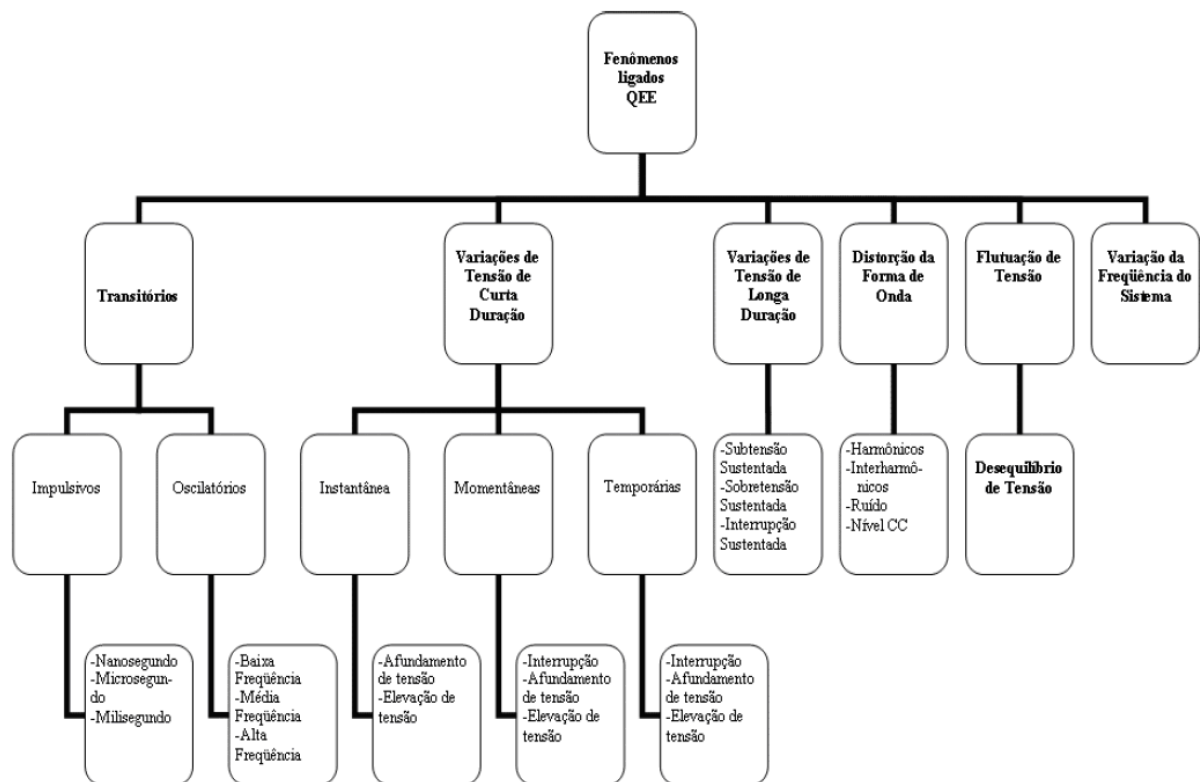 Fenômenos
ligados
QEE
Transitórios
Variações de
Tensão de
Curta
Duração
Variações de
Tensão de
Longa
Duração
Distorção da
Forma de
Onda
Flutuação de
Tensão
Variação da
Freqüência do
Sistema
Impulsivos
Oscilatórios
Instantânea
Momentâneas
Temporárias
-Subtensão
Sustentada
-Sobretensão
Sustentada
-Interrupção
Sustentada
-Harmônicos
-Interharmô-
nicos
-Ruído
-Nível CC
Desequilíbrio
de Tensão
-Nanosegundo
-Microsegun-
do
-Milisegundo
-Baixa
Freqüência
-Média
Freqüência
-Alta
Freqüência
-Afundamento
de tensão
-Elevação de
tensão
-Interrupção
-Afundamento
de tensão
-Elevação de
tensão
-Interrupção
-Afundamento
de tensão
-Elevação de
tensão